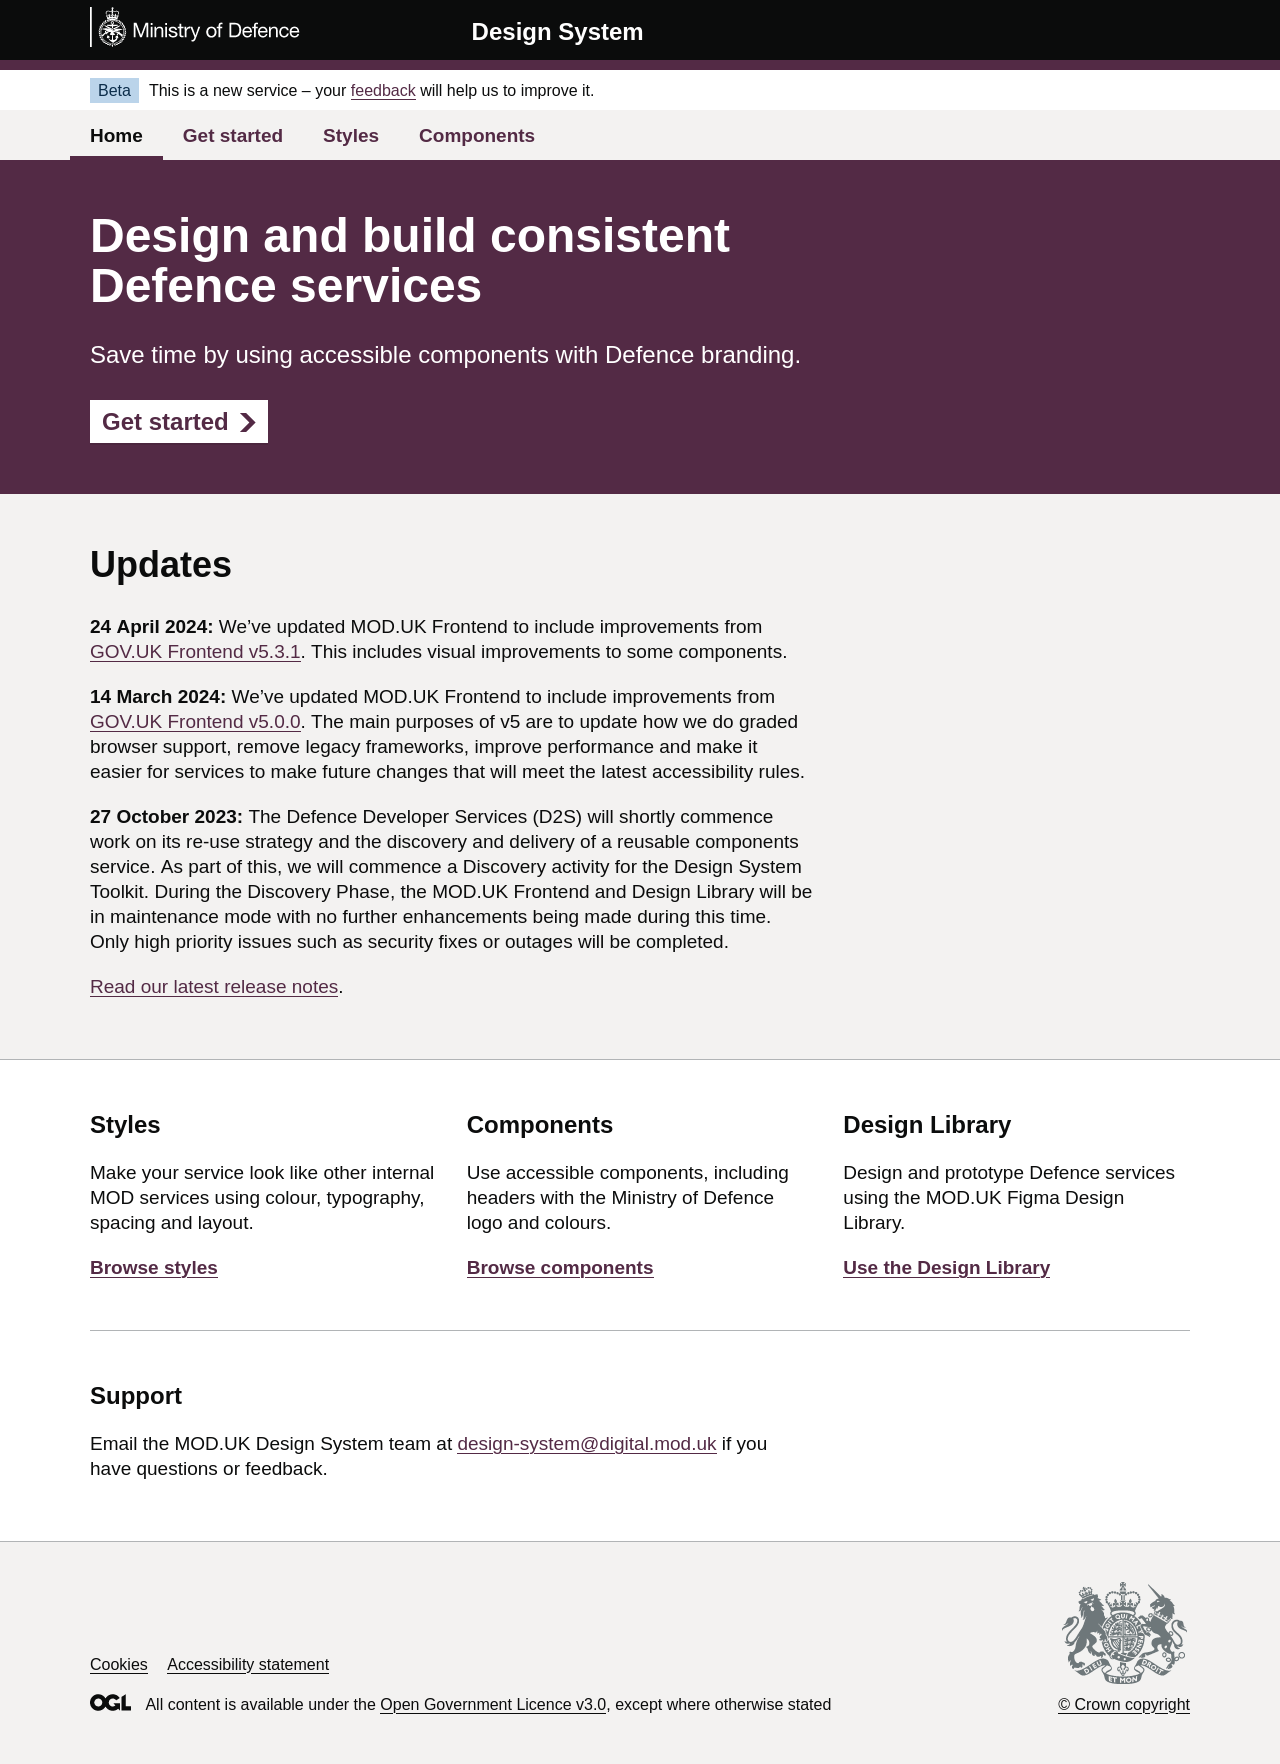 Ministry of Defence
Design System
Beta This is a new service – your feedback will help us to improve it.
Home Get started Styles Components
Design and build consistent
Defence services
Save time by using accessible components with Defence branding.
Get started
Updates
24 April 2024: We’ve updated MOD.UK Frontend to include improvements from
GOV.UK Frontend v5.3.1. This includes visual improvements to some components.
14 March 2024: We’ve updated MOD.UK Frontend to include improvements from
GOV.UK Frontend v5.0.0. The main purposes of v5 are to update how we do graded
browser support, remove legacy frameworks, improve performance and make it
easier for services to make future changes that will meet the latest accessibility rules.
27 October 2023: The Defence Developer Services (D2S) will shortly commence
work on its re-use strategy and the discovery and delivery of a reusable components
service. As part of this, we will commence a Discovery activity for the Design System
Toolkit. During the Discovery Phase, the MOD.UK Frontend and Design Library will be
in maintenance mode with no further enhancements being made during this time.
Only high priority issues such as security fixes or outages will be completed.
Read our latest release notes.
Styles
Make your service look like other internal
MOD services using colour, typography,
spacing and layout.
Browse styles
Components
Use accessible components, including
headers with the Ministry of Defence
logo and colours.
Browse components
Design Library
Design and prototype Defence services
using the MOD.UK Figma Design
Library.
Use the Design Library
Support
Email the MOD.UK Design System team at design-system@digital.mod.uk if you
have questions or feedback.
Cookies Accessibility statement
OGL All content is available under the Open Government Licence v3.0, except where otherwise stated
© Crown copyright